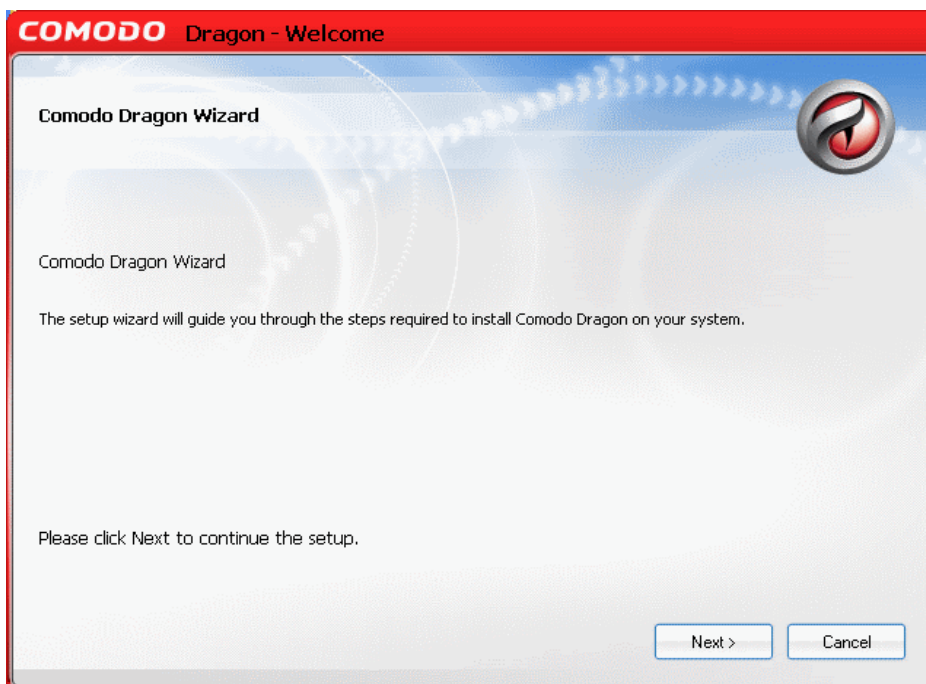 COMODO Dragon - Welcome
Comodo Dragon Wizard
Comodo Dragon Wizard
The setup wizard will guide you through the steps required to install Comodo Dragon on your system.
Please click Next to continue the setup.
Next > Cancel